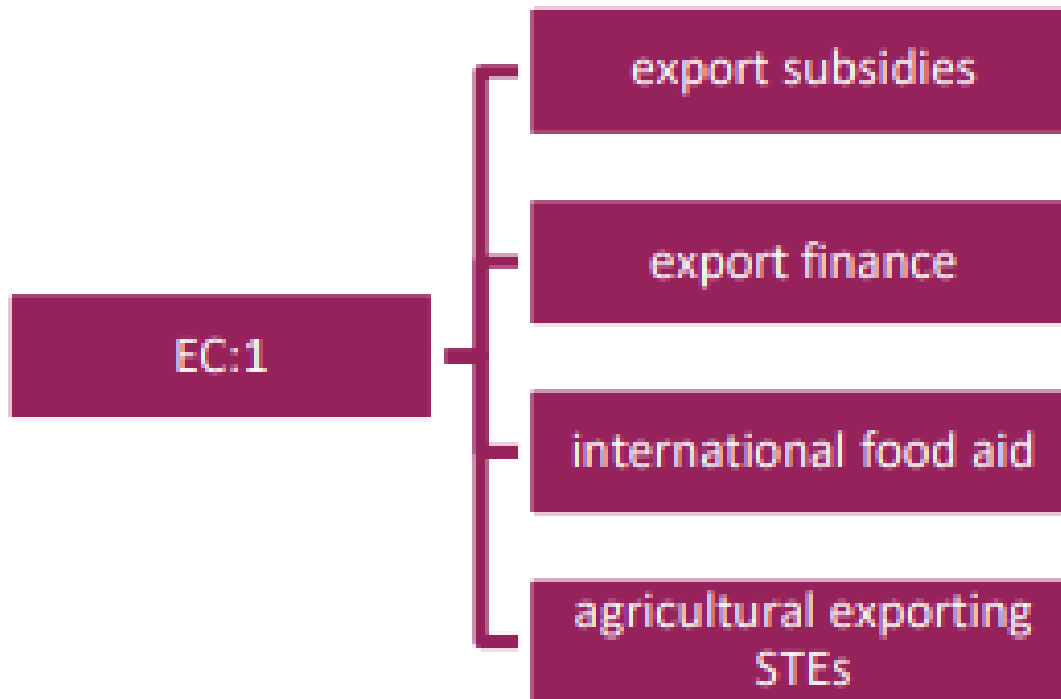 export subsidies
export finance
EC:1
international food aid
agricultural exporting
STEs